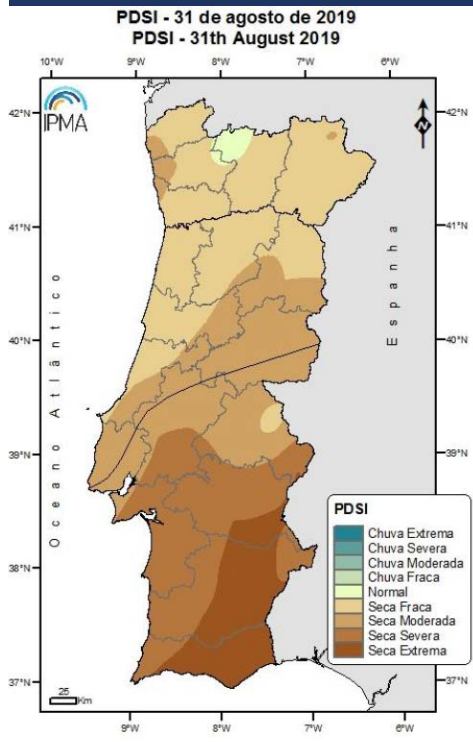 PDSI - 31 de agosto de 2019
PDSI - 31th August 2019
10°W 9°W 8°W 7°W 6°W
IPMA
N
42°N 42°N
41°N 41°N
40°N 40°N
39°N 39°N
38°N 38°N
37°N 37°N
Oceano Atlântico
Espanha
PDSI
Chuva Extrema
Chuva Severa
Chuva Moderada
Chuva Fraca
Normal
Seca Fraca
Seca Moderada
Seca Severa
Seca Extrema
25
Km
9°W 8°W 7°W 6°W